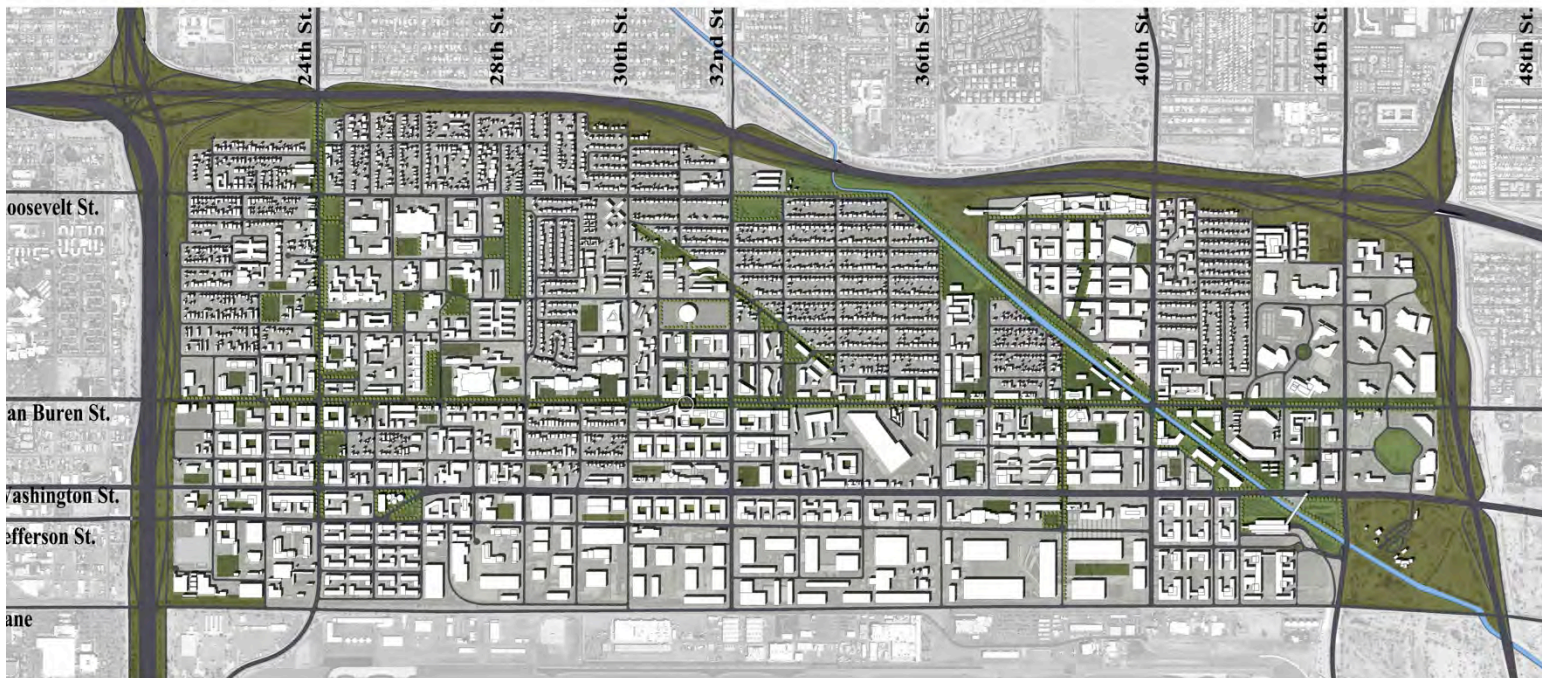 24th St.
28th St.
30th St.
32nd St
36th St.
40th St.
44th St.
48th St.
oosevelt St.
an Buren St.
Washington St.
efferson St.
ane